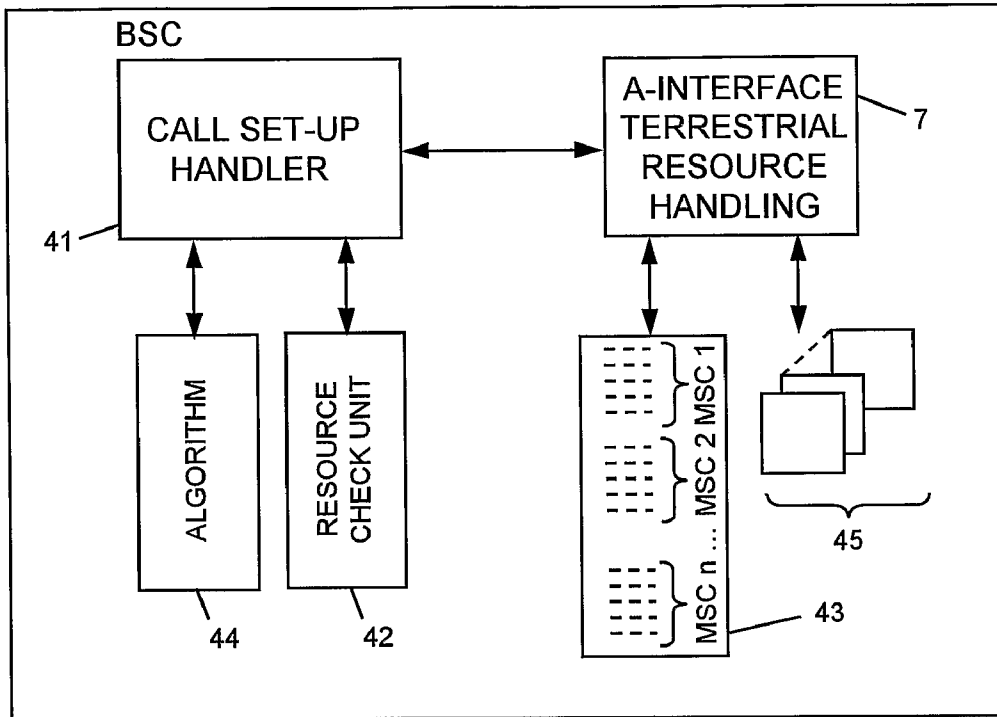 BSC
CALL SET-UP
HANDLER
41
A-INTERFACE
TERRESTRIAL
RESOURCE
HANDLING
7
ALGORITHM
44
RESOURCE
CHECK UNIT
42
MSC n ... MSC 2 MSC 1
43
45